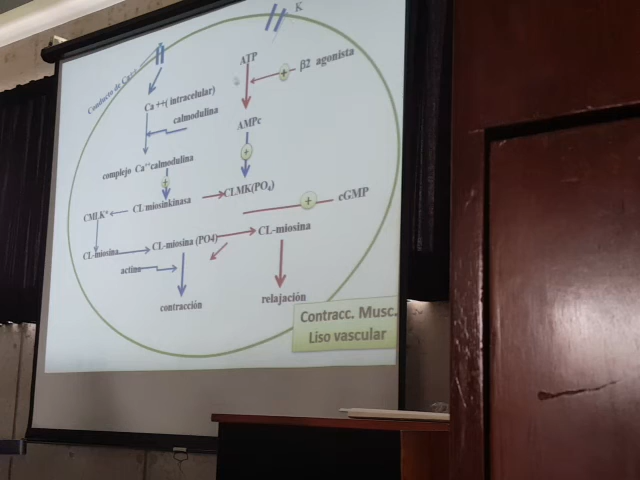 K
Conducto de Ca++
ATP
+
β2 agonista
Ca ++( intracelular)
calmodulina
AMPc
complejo Ca++calmodulina
+
+
CL miosinkinasa
CLMK(PO4)
CMLK*
+
cGMP
CL-miosina
CL-miosina (PO4)
CL-miosina
actina
contracción
relajación
Contracc. Musc.
Liso vascular